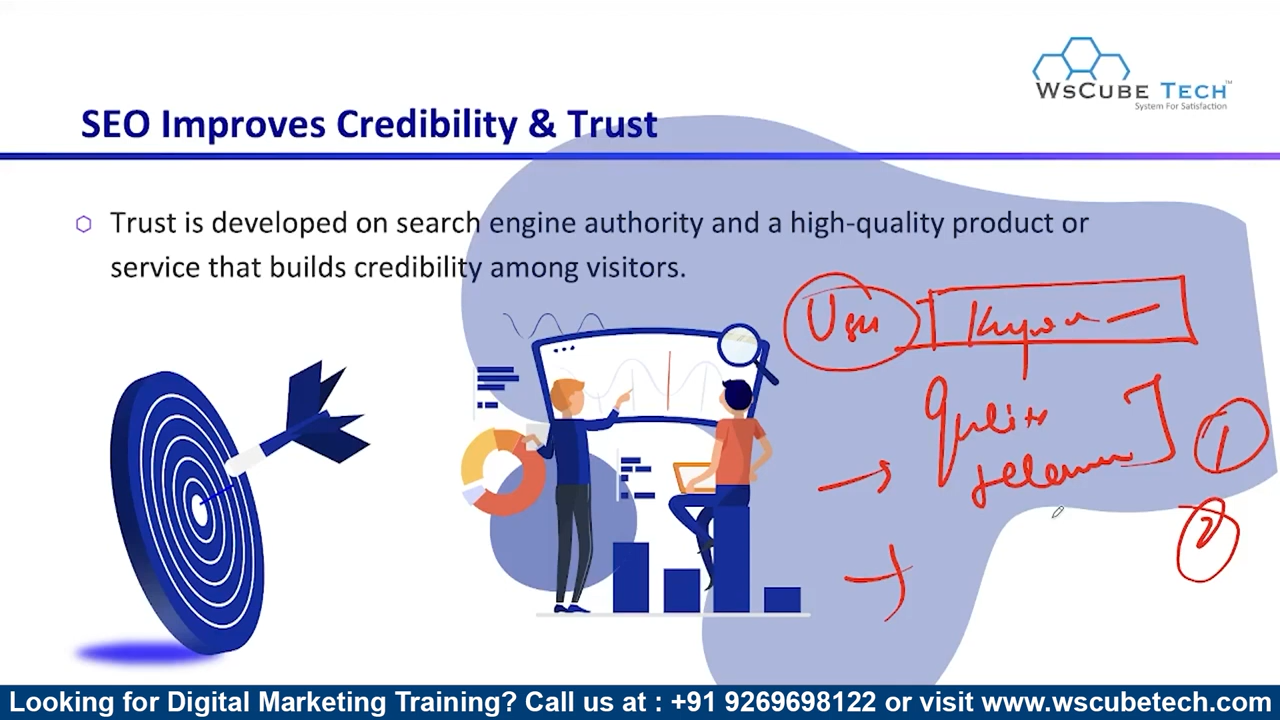 WsCube Tech™
System For Satisfaction
SEO Improves Credibility & Trust
Trust is developed on search engine authority and a high-quality product or
service that builds credibility among visitors.
1
2
Looking for Digital Marketing Training? Call us at : +91 9269698122 or visit www.wscubetech.com